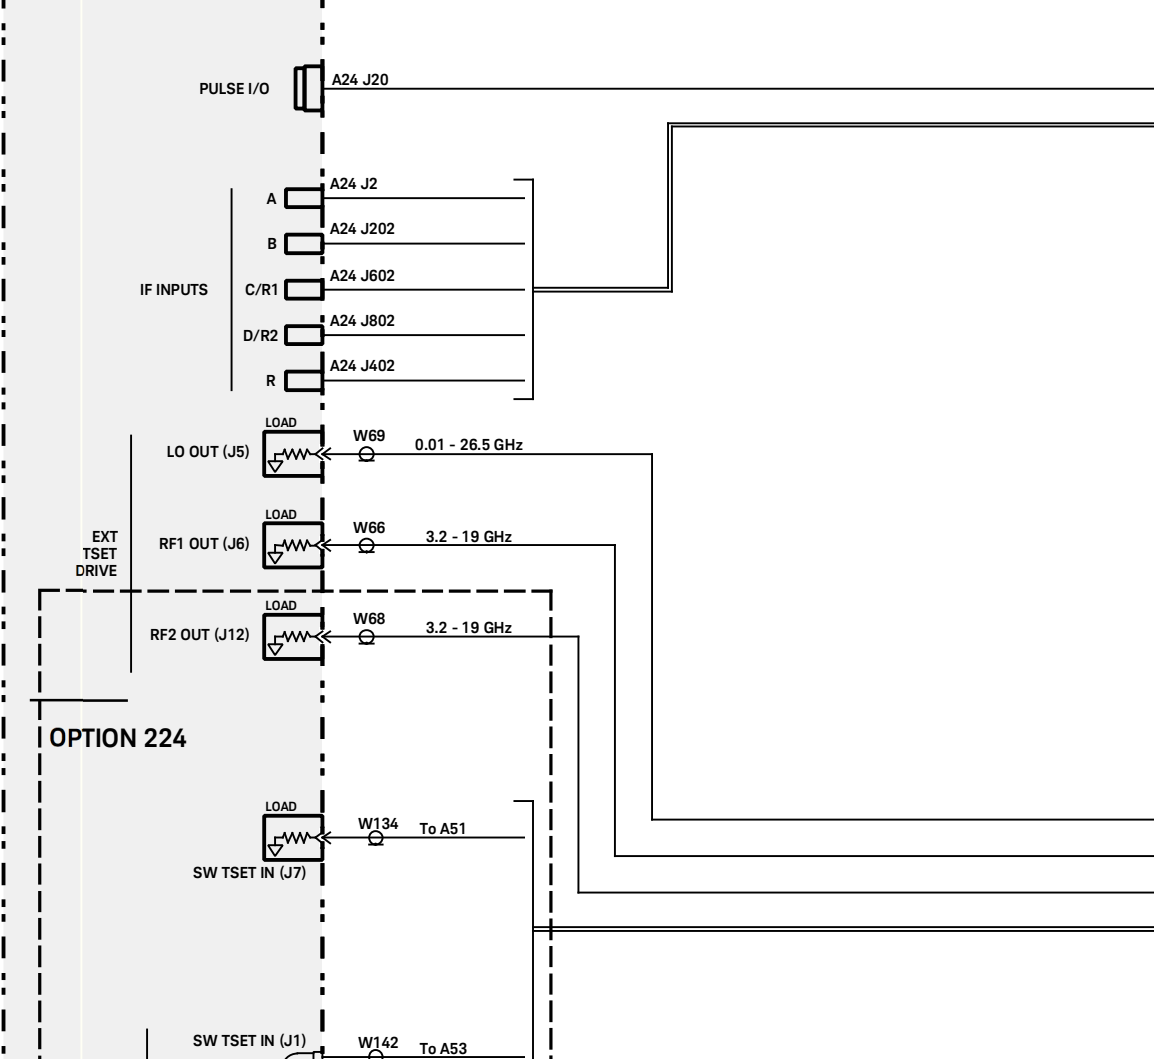 PULSE I/O
A24 J20
IF INPUTS
A
A24 J2
B
A24 J202
C/R1
A24 J602
D/R2
A24 J802
R
A24 J402
EXT
TSET
DRIVE
LOAD
LO OUT (J5)
W69
0.01 - 26.5 GHz
LOAD
RF1 OUT (J6)
W66
3.2 - 19 GHz
LOAD
RF2 OUT (J12)
W68
3.2 - 19 GHz
OPTION 224
LOAD
W134
To A51
SW TSET IN (J7)
SW TSET IN (J1)
W142
To A53